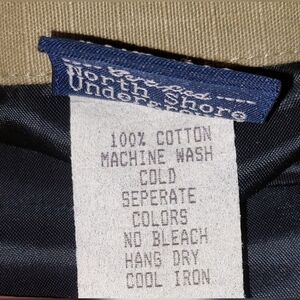 North Shore
100% COTTON
MACHINE WASH
COLD
SEPERATE
COLORS
NO BLEACH
HANG DRY
COOL IRON